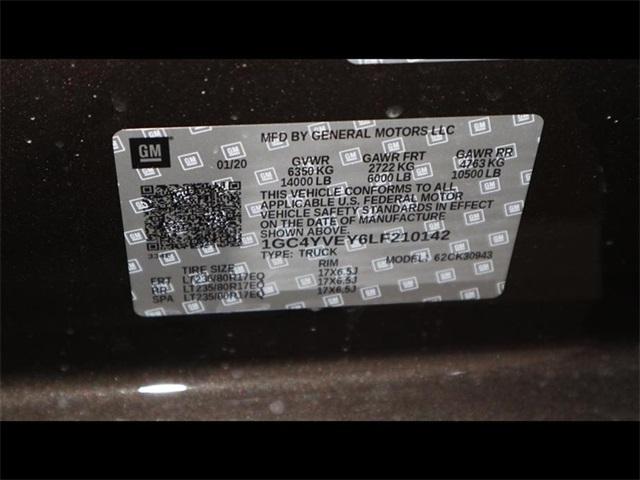 GM
MFD BY GENERAL MOTORS LLC
01/20
GVWR GAWR FRT GAWR RR
6350 KG 2722 KG 4763 KG
14000 LB 6000 LB 10500 LB
THIS VEHICLE CONFORMS TO ALL
APPLICABLE U.S. FEDERAL MOTOR
VEHICLE SAFETY STANDARDS IN EFFECT
ON THE DATE OF MANUFACTURE
SHOWN ABOVE.
1GC4YVEY6LF210142
TYPE: TRUCK MODEL: 62CK30943
TIRE SIZE RIM
FRT LT235/80R17EQ 17X6.5J
RR LT235/80R17EQ 17X6.5J
SPA LT235/80R17EQ 17X6.5J